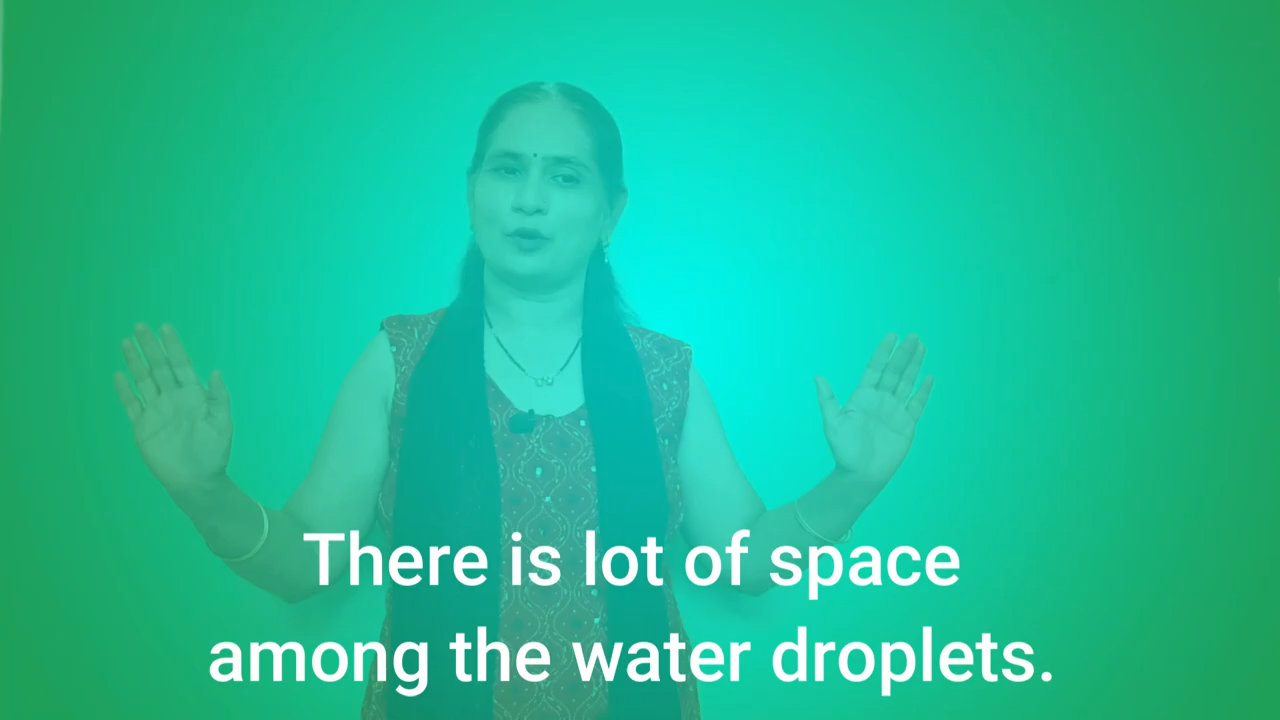 There is lot of space
among the water droplets.